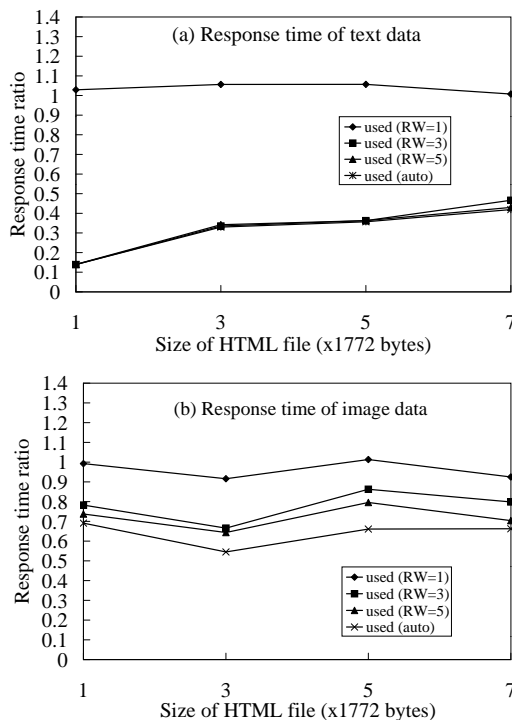 1.4
1.3
1.2
1.1
1
0.9
0.8
0.7
0.6
0.5
0.4
0.3
0.2
0.1
0
Response time ratio
(a) Response time of text data
used (RW=1)
used (RW=3)
used (RW=5)
used (auto)
1 3 5 7
Size of HTML file (x1772 bytes)
1.4
1.3
1.2
1.1
1
0.9
0.8
0.7
0.6
0.5
0.4
0.3
0.2
0.1
0
Response time ratio
(b) Response time of image data
used (RW=1)
used (RW=3)
used (RW=5)
used (auto)
1 3 5 7
Size of HTML file (x1772 bytes)